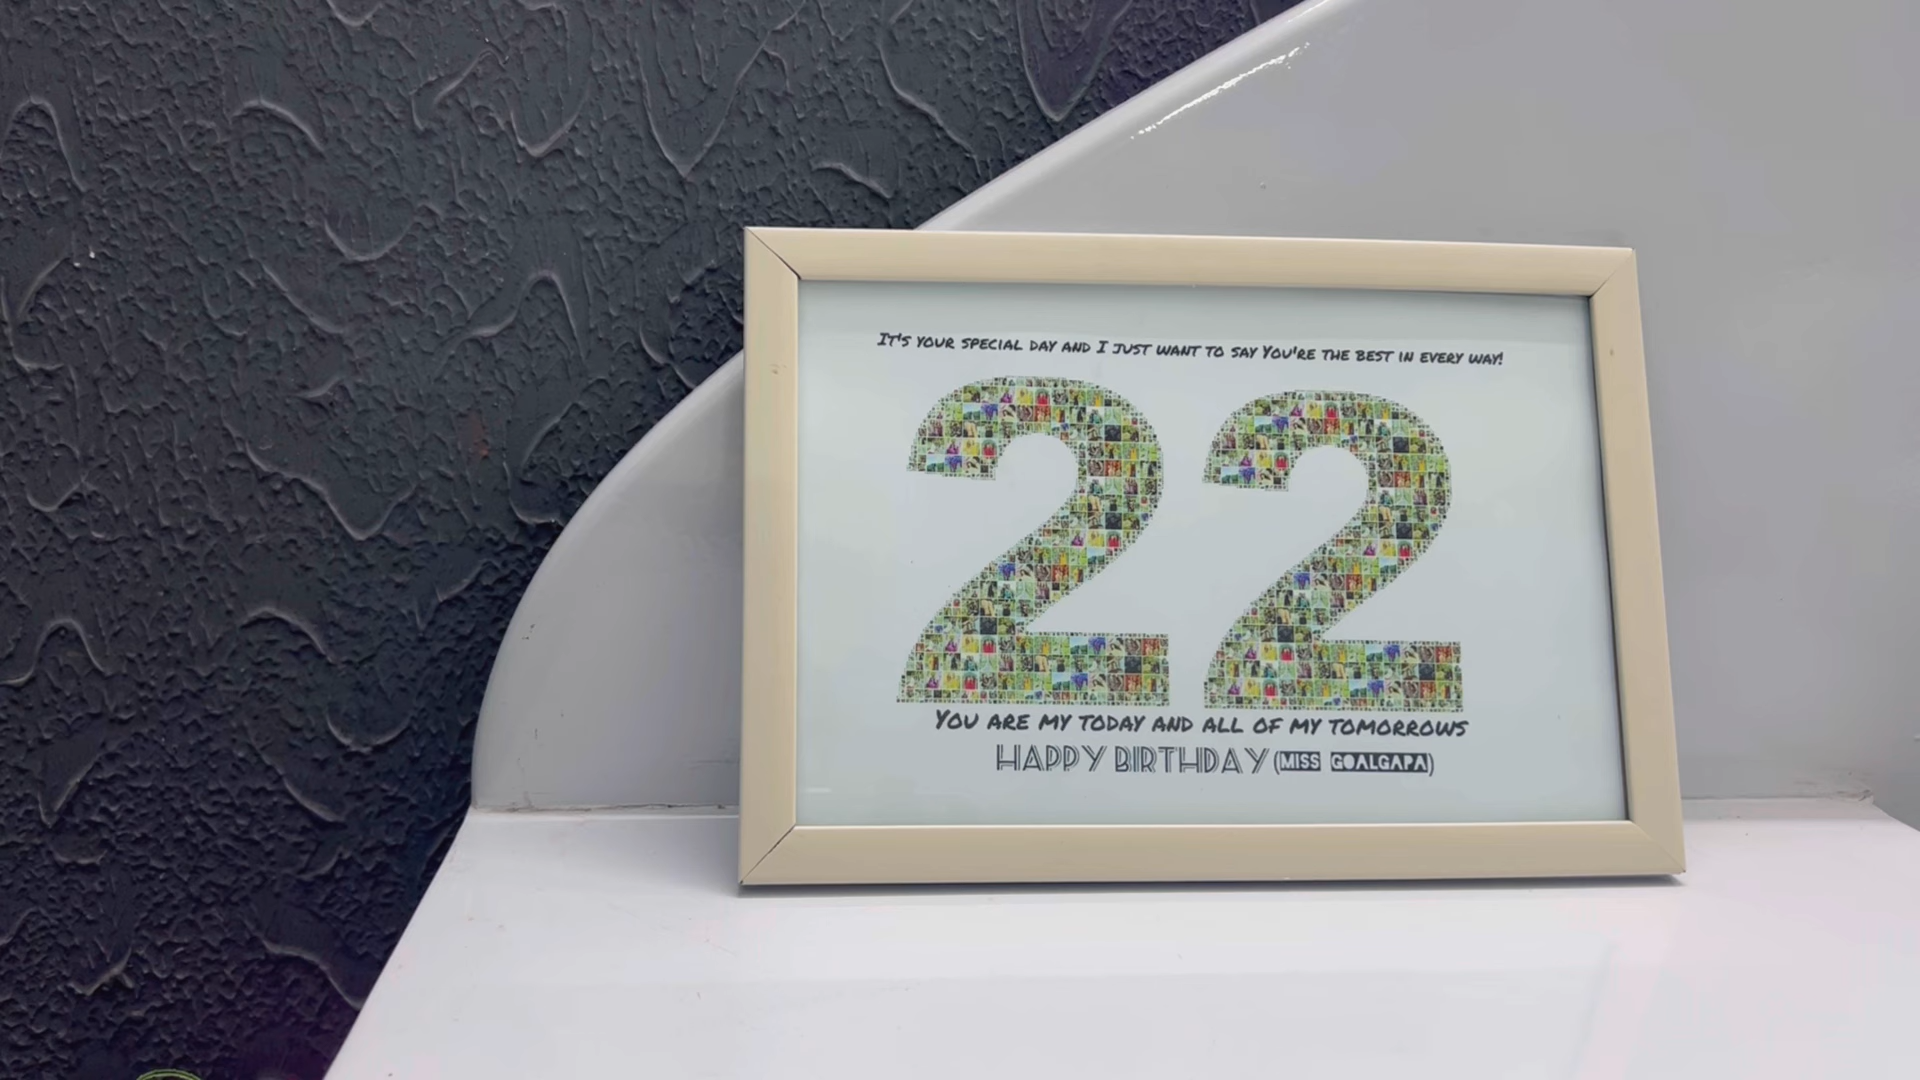 It's your special day and I just want to say You're the best in every way!
22
You are my today and all of my tomorrows
HAPPY BIRTHDAY (MISS GOALGAPA)